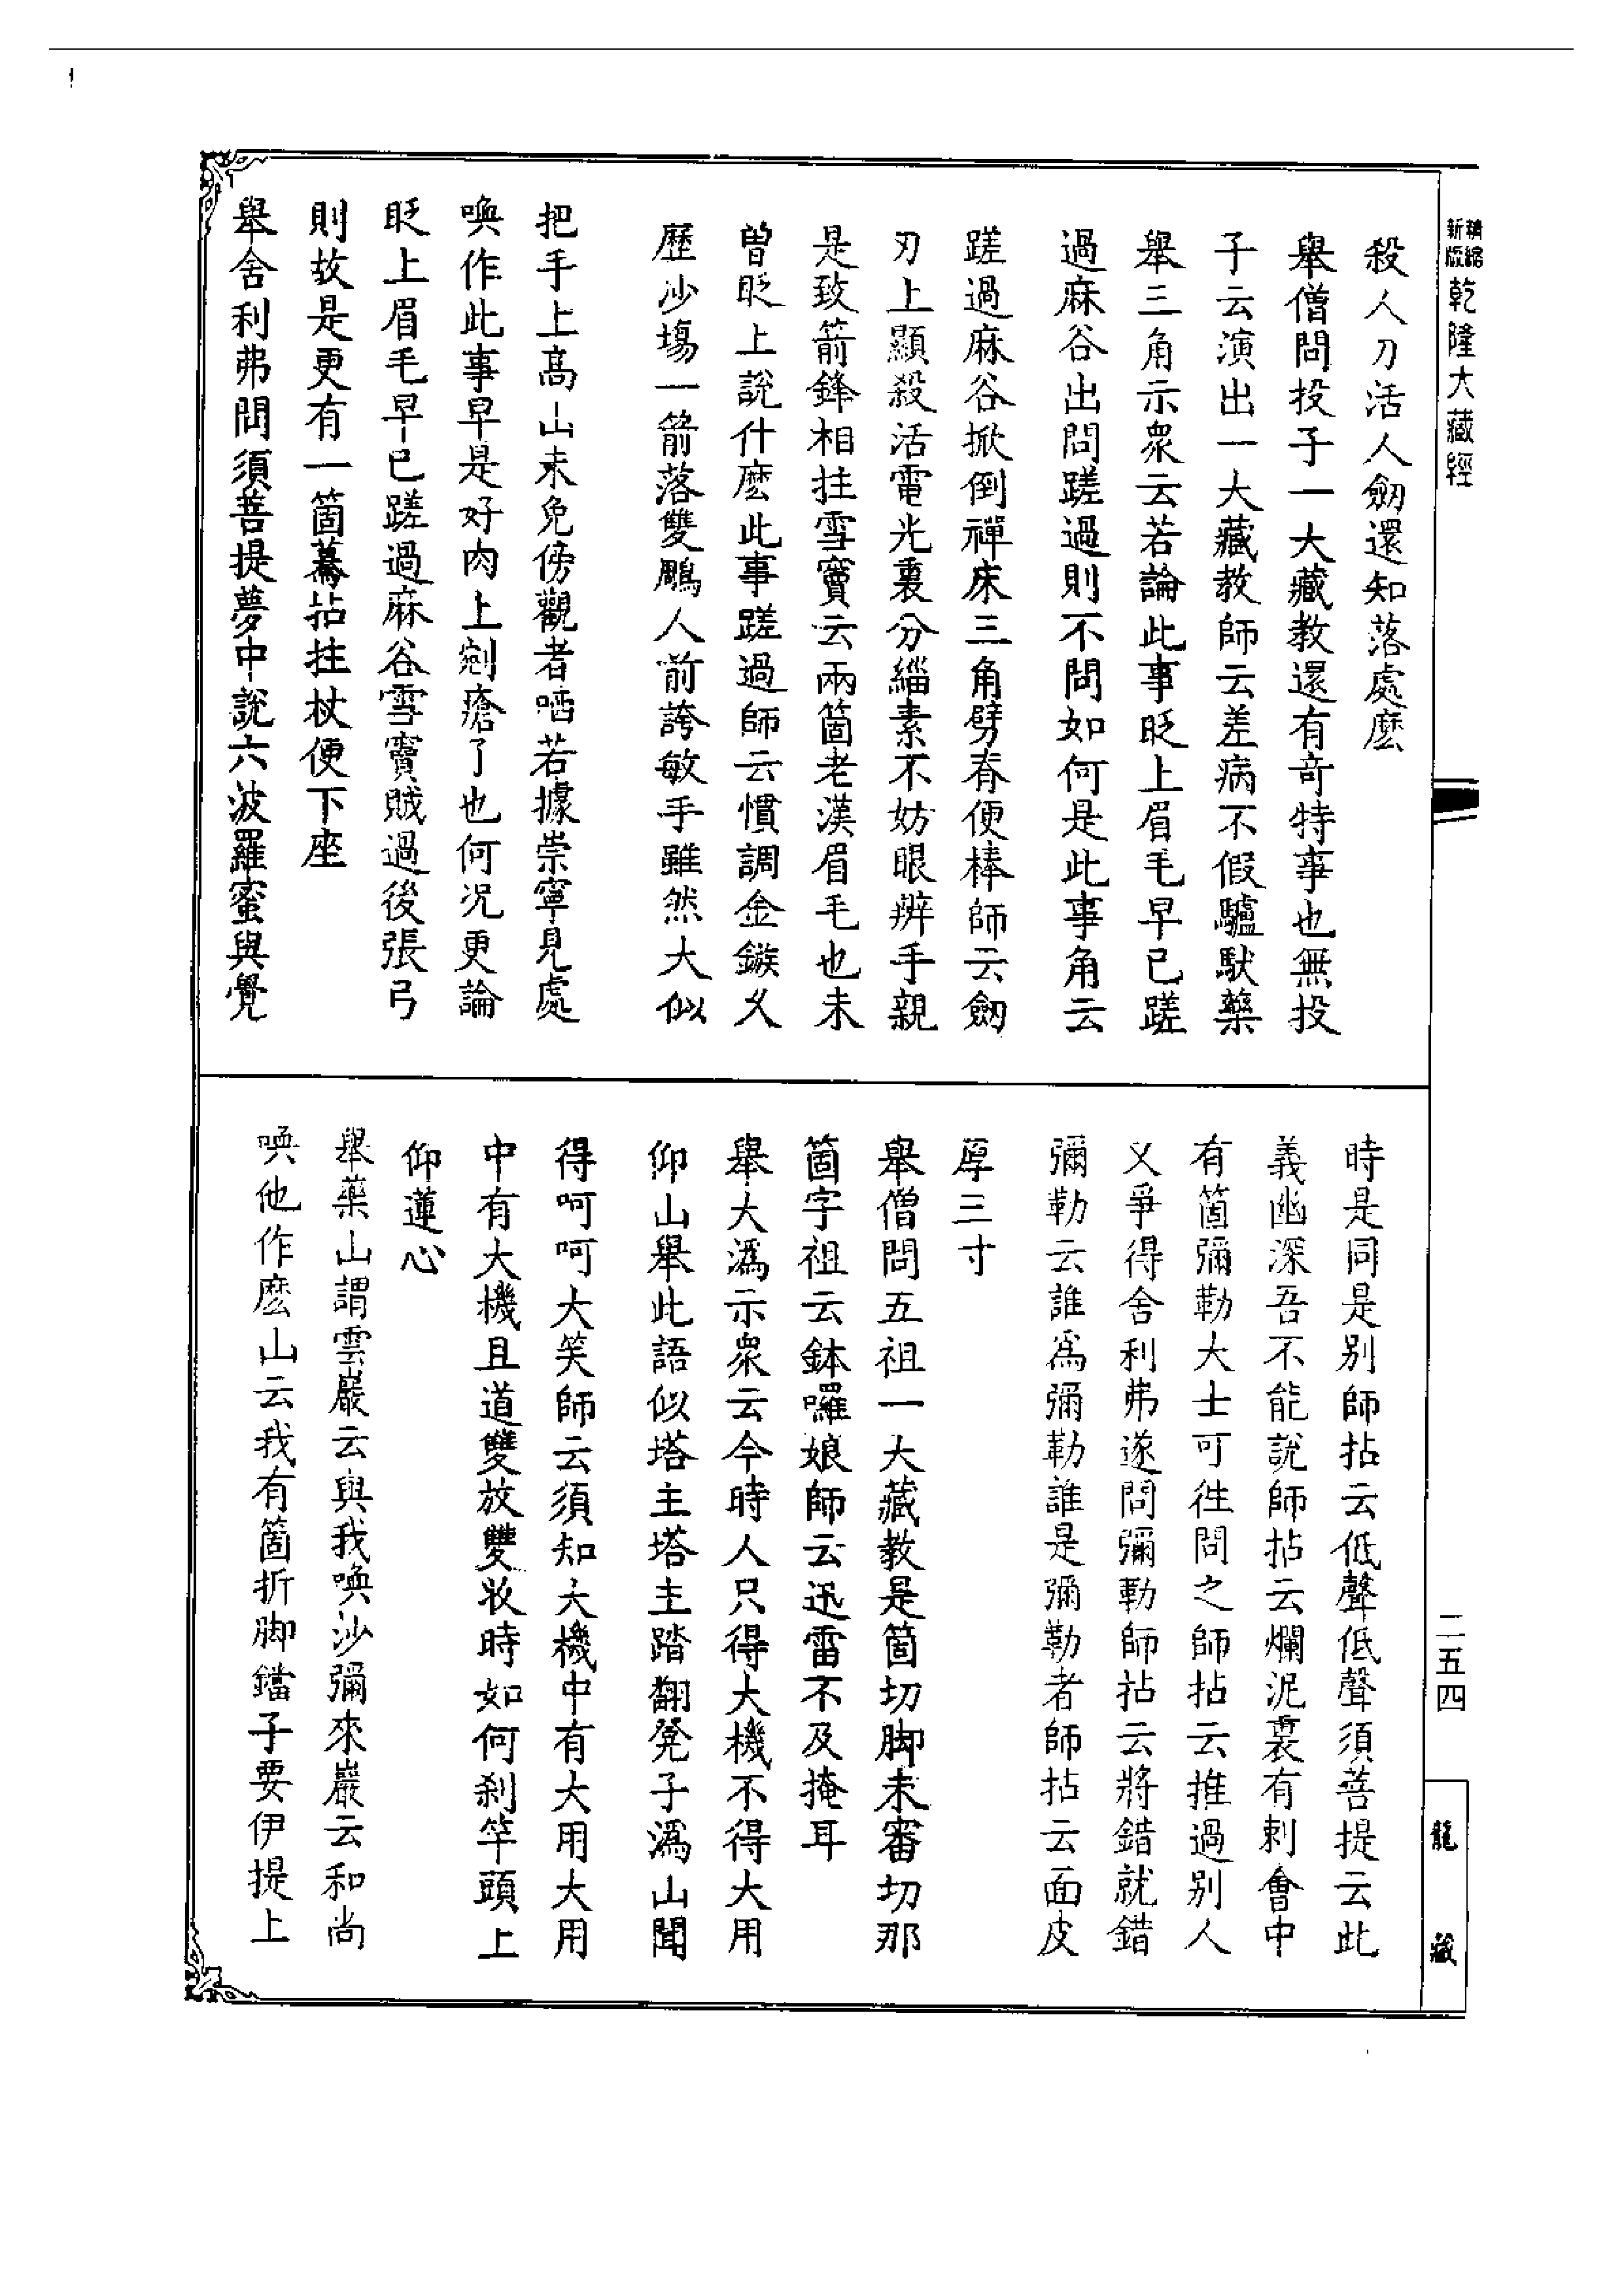 精縮
新版
乾隆大藏經
殺人刀活人劒還知落處麽
舉僧問投子一大藏教還有奇特事也無投
子云演出一大藏教師云差病不假驢馱藥
舉三角示衆云若論此事眨上眉毛早已蹉
過麻谷出問蹉過則不問如何是此事角云
蹉過麻谷掀倒禪床三角劈脊便棒師云劒
刃上顯殺活電光裏分緇素不妨眼辨手親
是致箭鋒相拄雪竇云兩箇老漢眉毛也未
曽眨上說什麽此事蹉過師云慣調金鏃乆
歷沙塲一箭落雙鵰人前誇敏手雖然大似
把手上髙山未免傍觀者哂若據崇寧見處
喚作此事早是好肉上剜瘡了也何况更論
眨上眉毛早已蹉過麻谷雪竇賊過後張弓
則故是更有一箇驀拈拄杖便下座
舉舍利弗問須菩提夢中說六波羅蜜與覺
時是同是别師拈云低聲低聲須菩提云此
義幽深吾不能說師拈云爛泥裏有刺會中
有箇彌勒大士可徃問之師拈云推過别人
又爭得舍利弗遂問彌勒師拈云將錯就錯
彌勒云誰爲彌勒誰是彌勒者師拈云面皮
厚三寸
舉僧問五祖一大藏教是箇切脚未審切那
箇字祖云鉢囉娘師云迅雷不及掩耳
舉大潙示衆云今時人只得大機不得大用
仰山舉此語似塔主塔主踏翻凳子潙山聞
得呵呵大笑師云須知大機中有大用大用
中有大機且道雙放雙收時如何刹竿頭上
仰蓮心
舉藥山謂雲巖云與我喚沙彌來巖云和尚
喚他作麽山云我有箇折脚鐺子要伊提上
二五四
龍藏